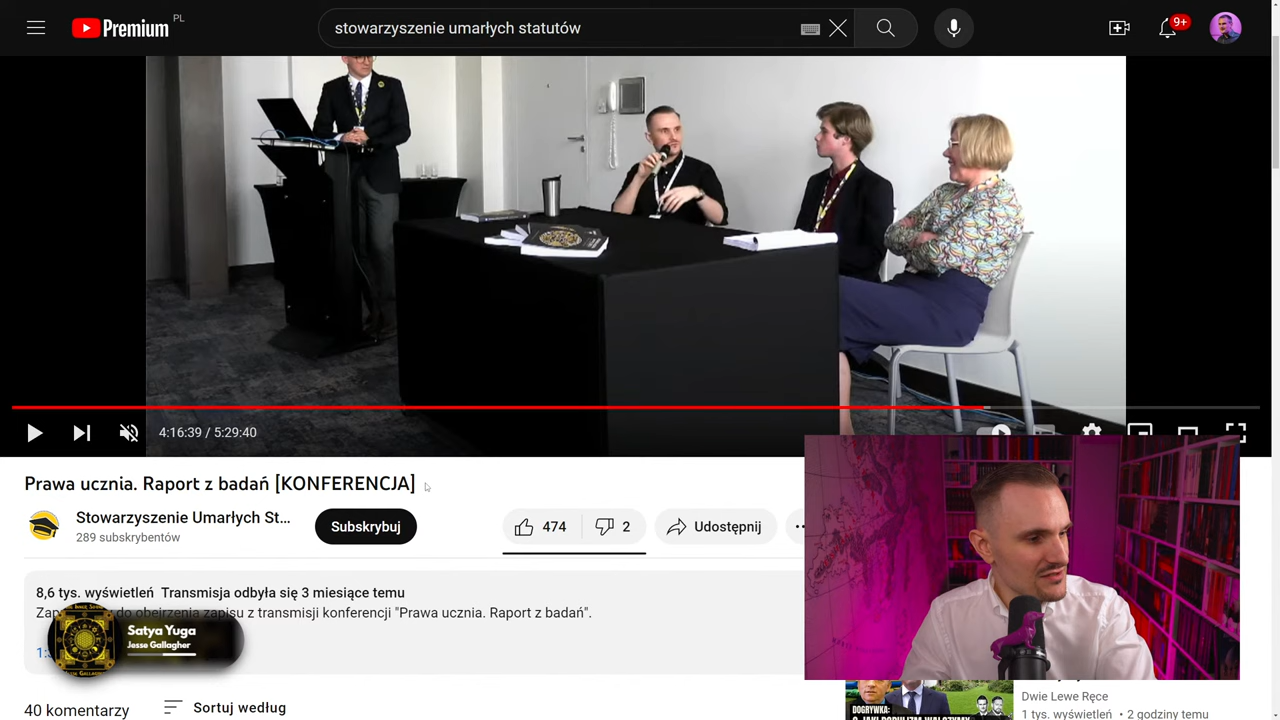 Premium PL
stowarzyszenie umarłych statutów
9+
4:16:39 / 5:29:40
Prawa ucznia. Raport z badań [KONFERENCJA]
Stowarzyszenie Umarłych St...
289 subskrybentów
Subskrybuj
474
2
Udostępnij
8,6 tys. wyświetleń Transmisja odbyła się 3 miesiące temu
do obejrzenia zapisu z transmisji konferencji "Prawa ucznia. Raport z badań".
Satya Yuga
Jesse Gallagher
40 komentarzy
Sortuj według
Dwie Lewe Ręce
1 tys. wyświetleń • 2 godziny temu
DOGRYWKA: